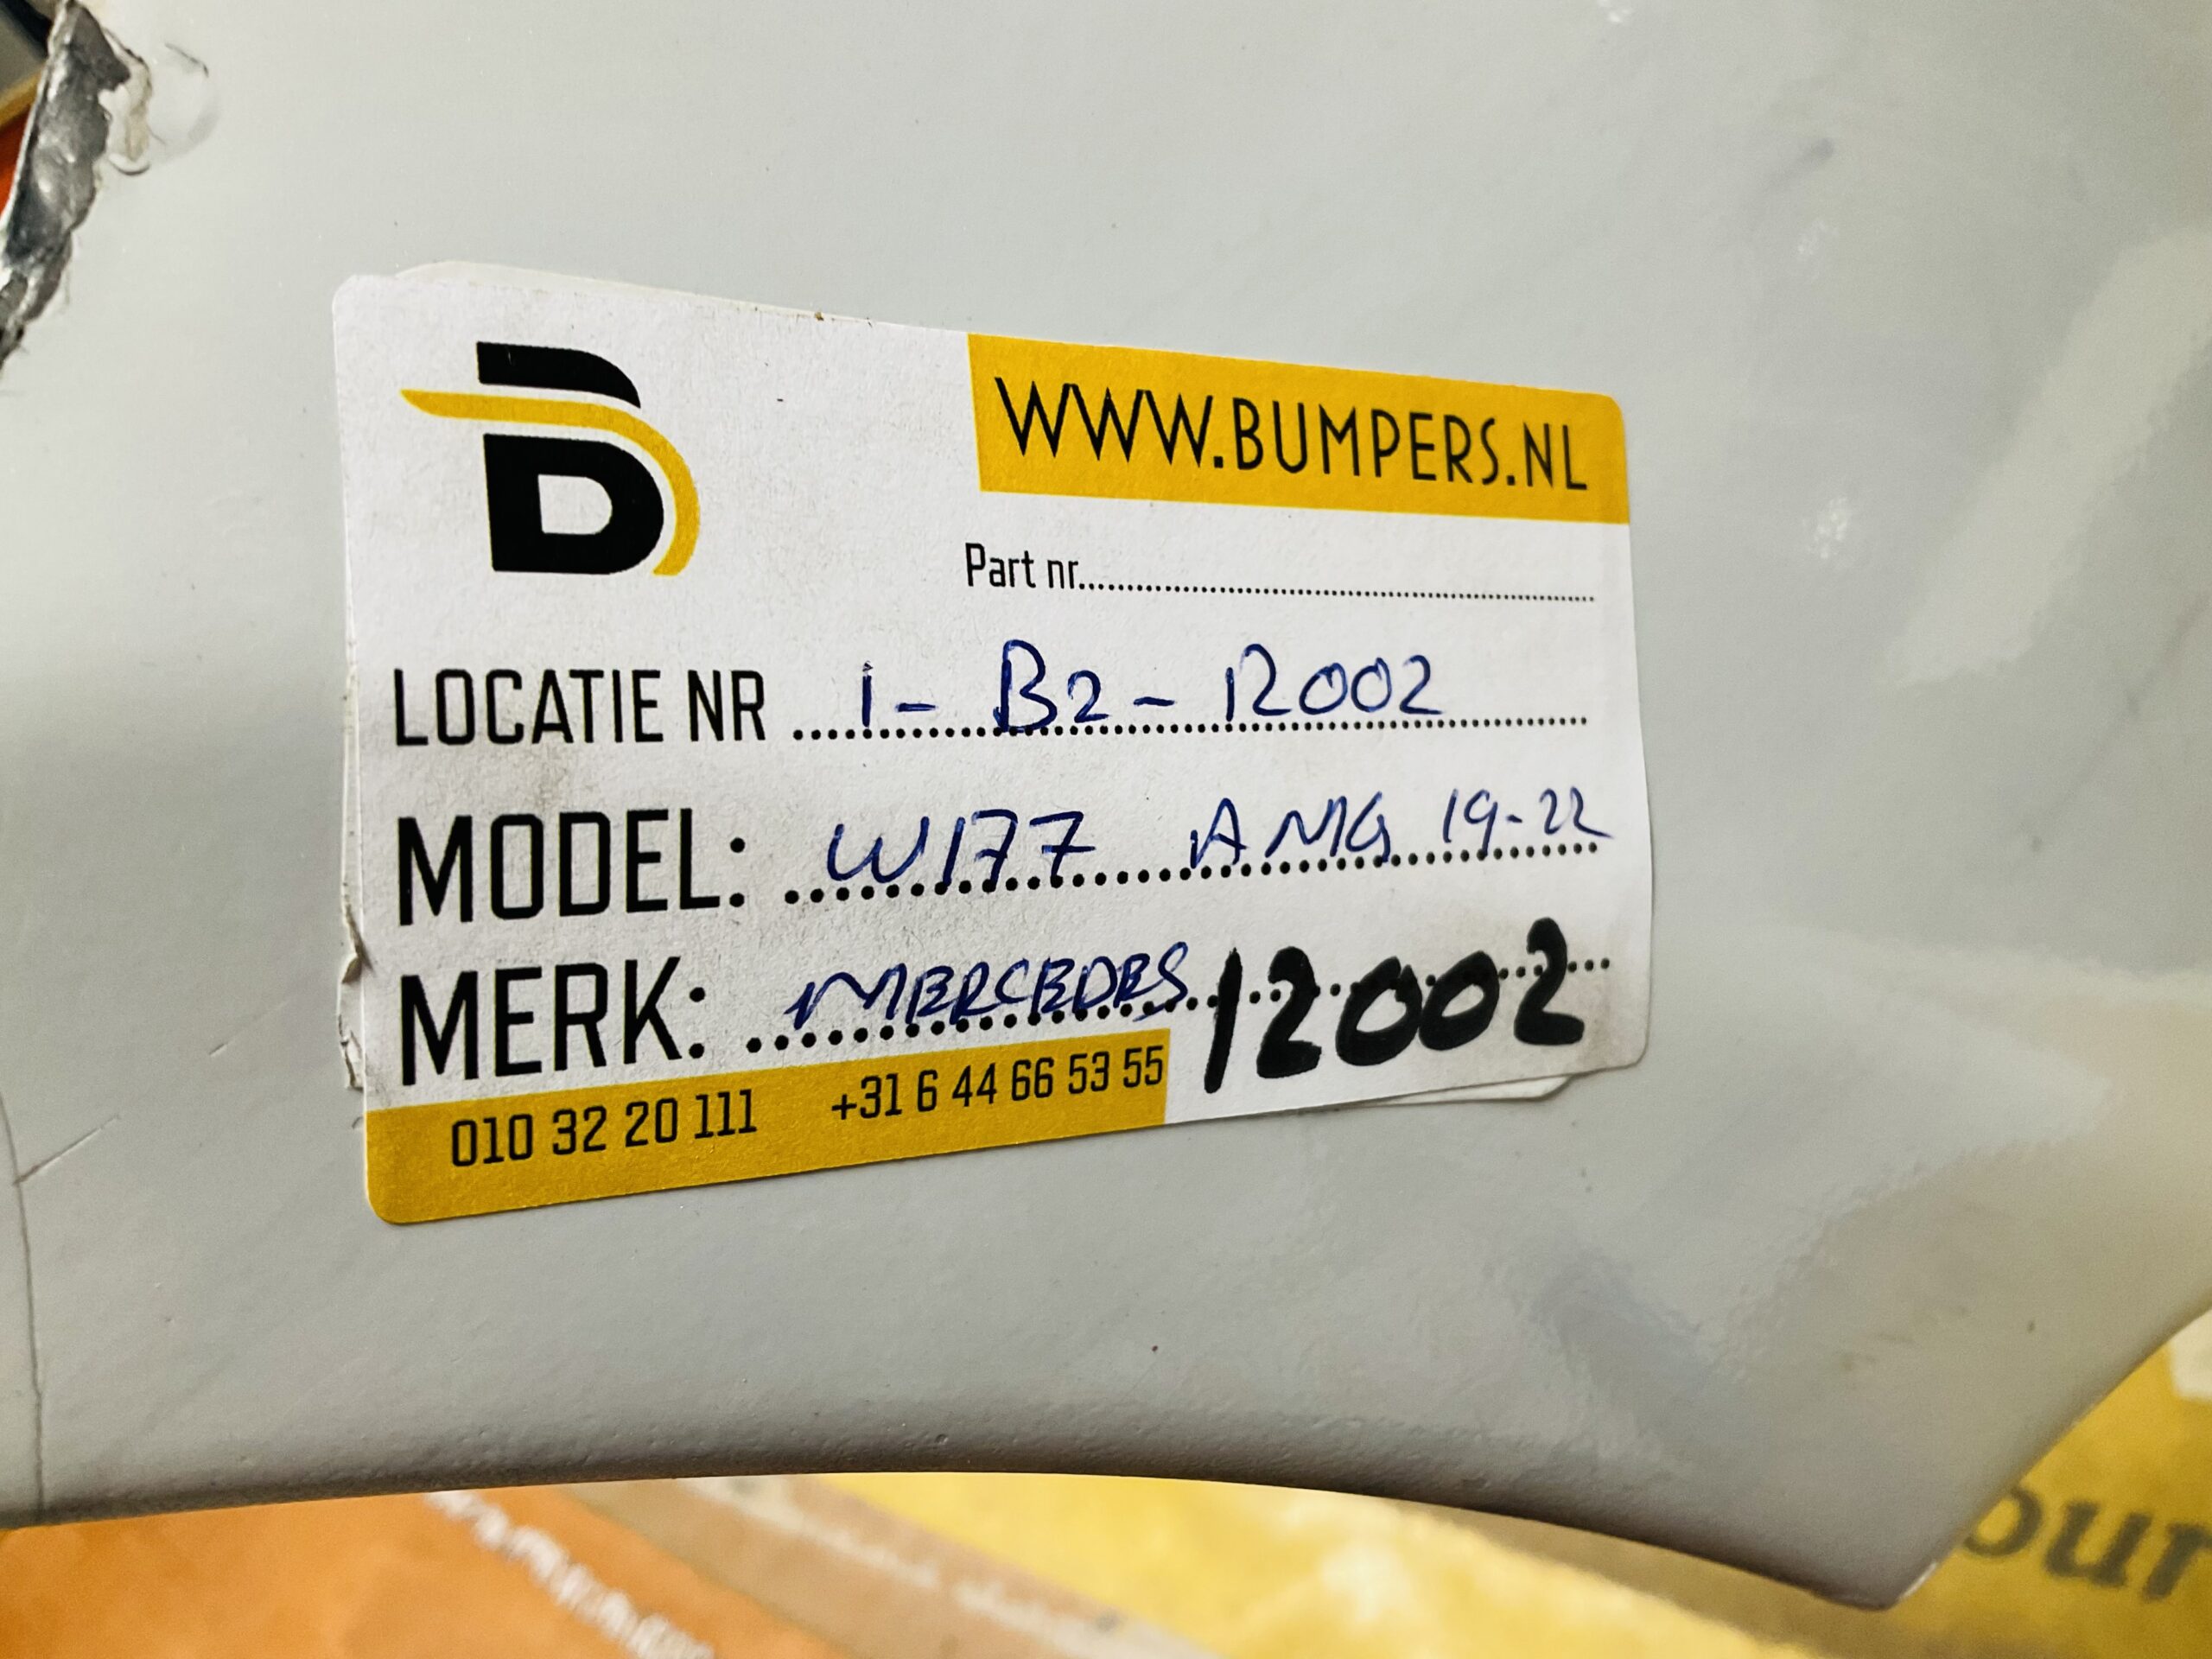 WWW.BUMPERS.NL
Part nr.
LOCATIE NR 1 - B2 - 12002
MODEL: W177 AMG 19-22
MERK: MERCEDES 12002
010 32 20 111 +31 6 44 66 53 55
our